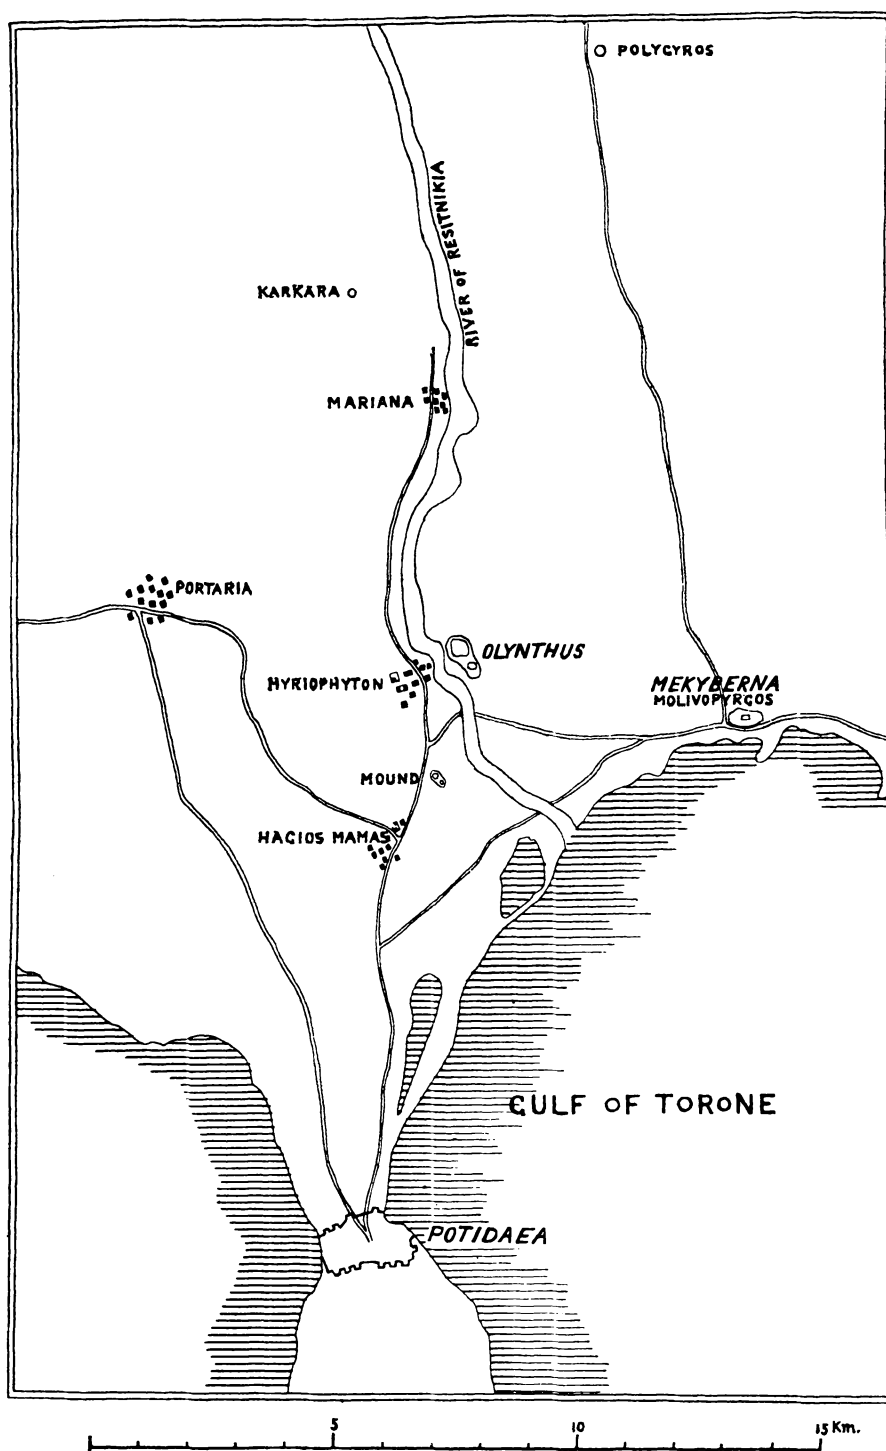 POLYGYROS
RIVER OF RESITNIKIA
KARKARA
MARIANA
PORTARIA
OLYNTHUS
MYRIOPHYTON
MEKYBERNA
MOLIVOPYRGOS
MOUND
HAGIOS MAMAS
GULF OF TORONE
POTIDAEA
5 10 15 Km.